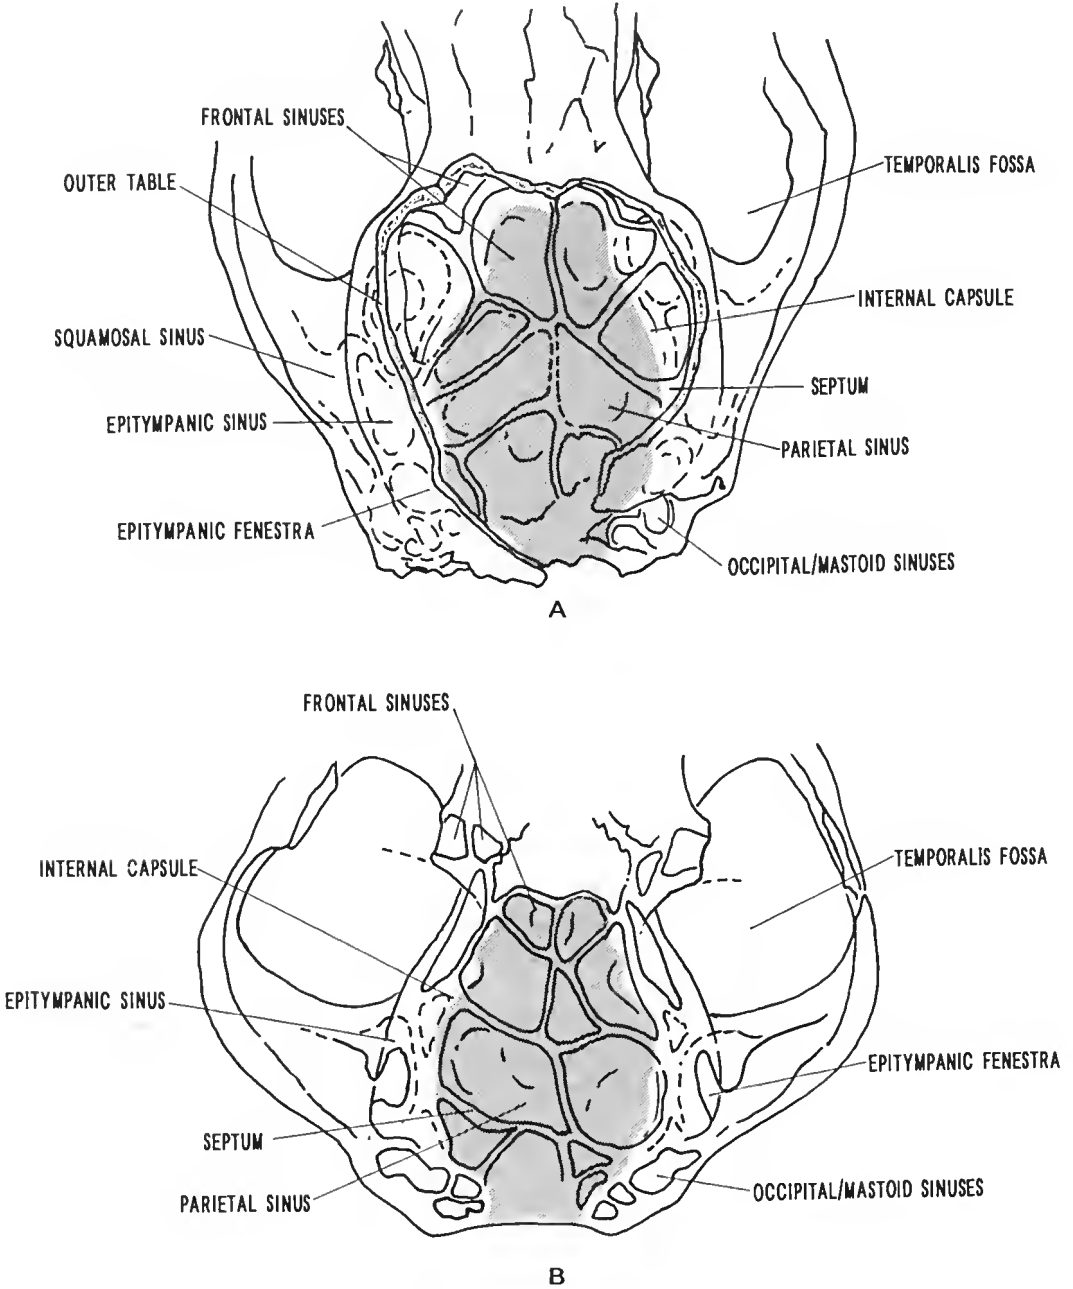 FRONTAL SINUSES
TEMPORALIS FOSSA
OUTER TABLE
INTERNAL CAPSULE
SQUAMOSAL SINUS
SEPTUM
EPITYMPANIC SINUS
PARIETAL SINUS
EPITYMPANIC FENESTRA
OCCIPITAL/MASTOID SINUSES
A
FRONTAL SINUSES
TEMPORALIS FOSSA
INTERNAL CAPSULE
EPITYMPANIC SINUS
EPITYMPANIC FENESTRA
SEPTUM
OCCIPITAL/MASTOID SINUSES
PARIETAL SINUS
B